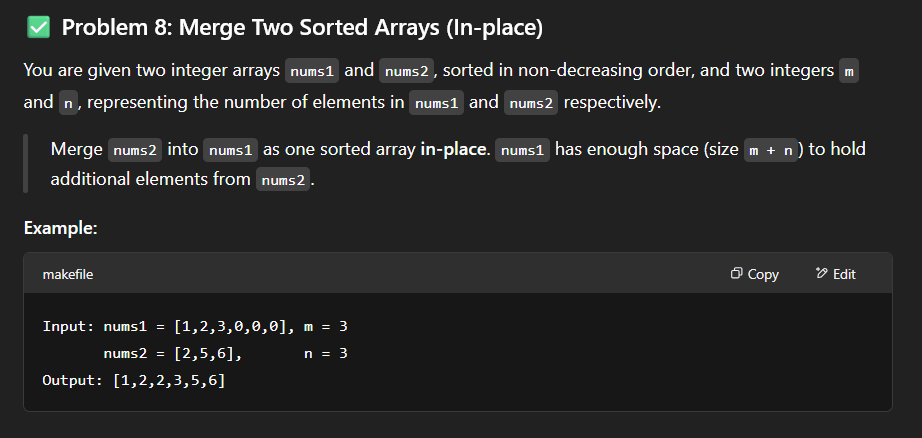 ✅ Problem 8: Merge Two Sorted Arrays (In-place)
You are given two integer arrays nums1 and nums2, sorted in non-decreasing order, and two integers m
and n, representing the number of elements in nums1 and nums2 respectively.
Merge nums2 into nums1 as one sorted array in-place. nums1 has enough space (size m + n) to hold
additional elements from nums2.
Example:
makefile Copy Edit
Input: nums1 = [1,2,3,0,0,0], m = 3
       nums2 = [2,5,6],       n = 3
Output: [1,2,2,3,5,6]